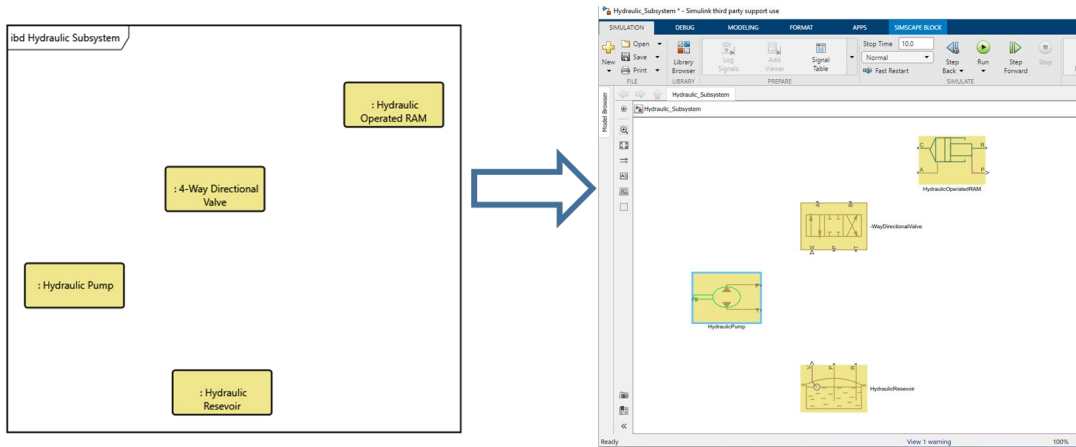 ibd Hydraulic Subsystem
: Hydraulic
Operated RAM
: 4-Way Directional
Valve
: Hydraulic Pump
: Hydraulic
Resevoir
Hydraulic_Subsystem * - Simulink third party support use
SIMULATION DEBUG MODELING FORMAT APPS SIMSCAPE BLOCK
New
Open
Save
Print
FILE
Library
Browser
LIBRARY
Log
Signals
Add
Viewer
Signal
Table
PREPARE
Stop Time 10.0
Normal
Fast Restart
Step
Back
Run
Step
Forward
Stop
SIMULATE
Model Browser
Hydraulic_Subsystem
Hydraulic_Subsystem
C R
A P
HydraulicOperatedRAM
A B
-WayDirectionalValve
S P T
S P
T
HydraulicPump
V P R
HydraulicResevoir
Ready View 1 warning 100%